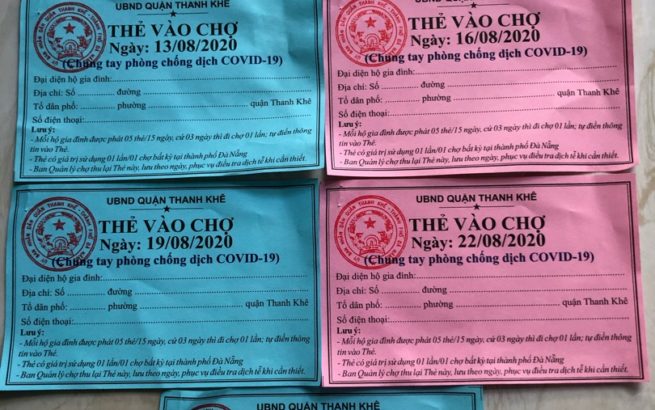 UBND QUẬN THANH KHÊ
THẺ VÀO CHỢ
Ngày: 13/08/2020
(Chung tay phòng chống dịch COVID-19)
Đại diện hộ gia đình:
Địa chỉ: Số ........ đường
Tổ dân phố: ........ phường ........ quận Thanh Khê
Số điện thoại:
Lưu ý:
- Mỗi hộ gia đình được phát 05 thẻ/15 ngày, cứ 03 ngày thì đi chợ 01 lần; tự điền thông
tin vào Thẻ.
- Thẻ có giá trị sử dụng 01 lần/01 chợ bất kỳ tại thành phố Đà Nẵng
- Ban Quản lý chợ thu lại Thẻ này, lưu theo ngày, phục vụ điều tra dịch tễ khi cần thiết.
UBND QUẬN THANH KHÊ
THẺ VÀO CHỢ
Ngày: 16/08/2020
(Chung tay phòng chống dịch COVID-19)
Đại diện hộ gia đình:
Địa chỉ: Số ........ đường
Tổ dân phố: ........ phường ........ quận Thanh Khê
Số điện thoại:
Lưu ý:
- Mỗi hộ gia đình được phát 05 thẻ/15 ngày, cứ 03 ngày thì đi chợ 01 lần; tự điền thông
tin vào Thẻ.
- Thẻ có giá trị sử dụng 01 lần/01 chợ bất kỳ tại thành phố Đà Nẵng
- Ban Quản lý chợ thu lại Thẻ này, lưu theo ngày, phục vụ điều tra dịch tễ khi cần thiết.
UBND QUẬN THANH KHÊ
THẺ VÀO CHỢ
Ngày: 19/08/2020
(Chung tay phòng chống dịch COVID-19)
Đại diện hộ gia đình:
Địa chỉ: Số ........ đường
Tổ dân phố: ........ phường ........ quận Thanh Khê
Số điện thoại:
Lưu ý:
- Mỗi hộ gia đình được phát 05 thẻ/15 ngày, cứ 03 ngày thì đi chợ 01 lần; tự điền thông
tin vào Thẻ.
- Thẻ có giá trị sử dụng 01 lần/01 chợ bất kỳ tại thành phố Đà Nẵng
- Ban Quản lý chợ thu lại Thẻ này, lưu theo ngày, phục vụ điều tra dịch tễ khi cần thiết.
UBND QUẬN THANH KHÊ
THẺ VÀO CHỢ
Ngày: 22/08/2020
(Chung tay phòng chống dịch COVID-19)
Đại diện hộ gia đình:
Địa chỉ: Số ........ đường
Tổ dân phố: ........ phường ........ quận Thanh Khê
Số điện thoại:
Lưu ý:
- Mỗi hộ gia đình được phát 05 thẻ/15 ngày, cứ 03 ngày thì đi chợ 01 lần; tự điền thông
tin vào Thẻ.
- Thẻ có giá trị sử dụng 01 lần/01 chợ bất kỳ tại thành phố Đà Nẵng
- Ban Quản lý chợ thu lại Thẻ này, lưu theo ngày, phục vụ điều tra dịch tễ khi cần thiết.
UBND QUẬN THANH KHÊ